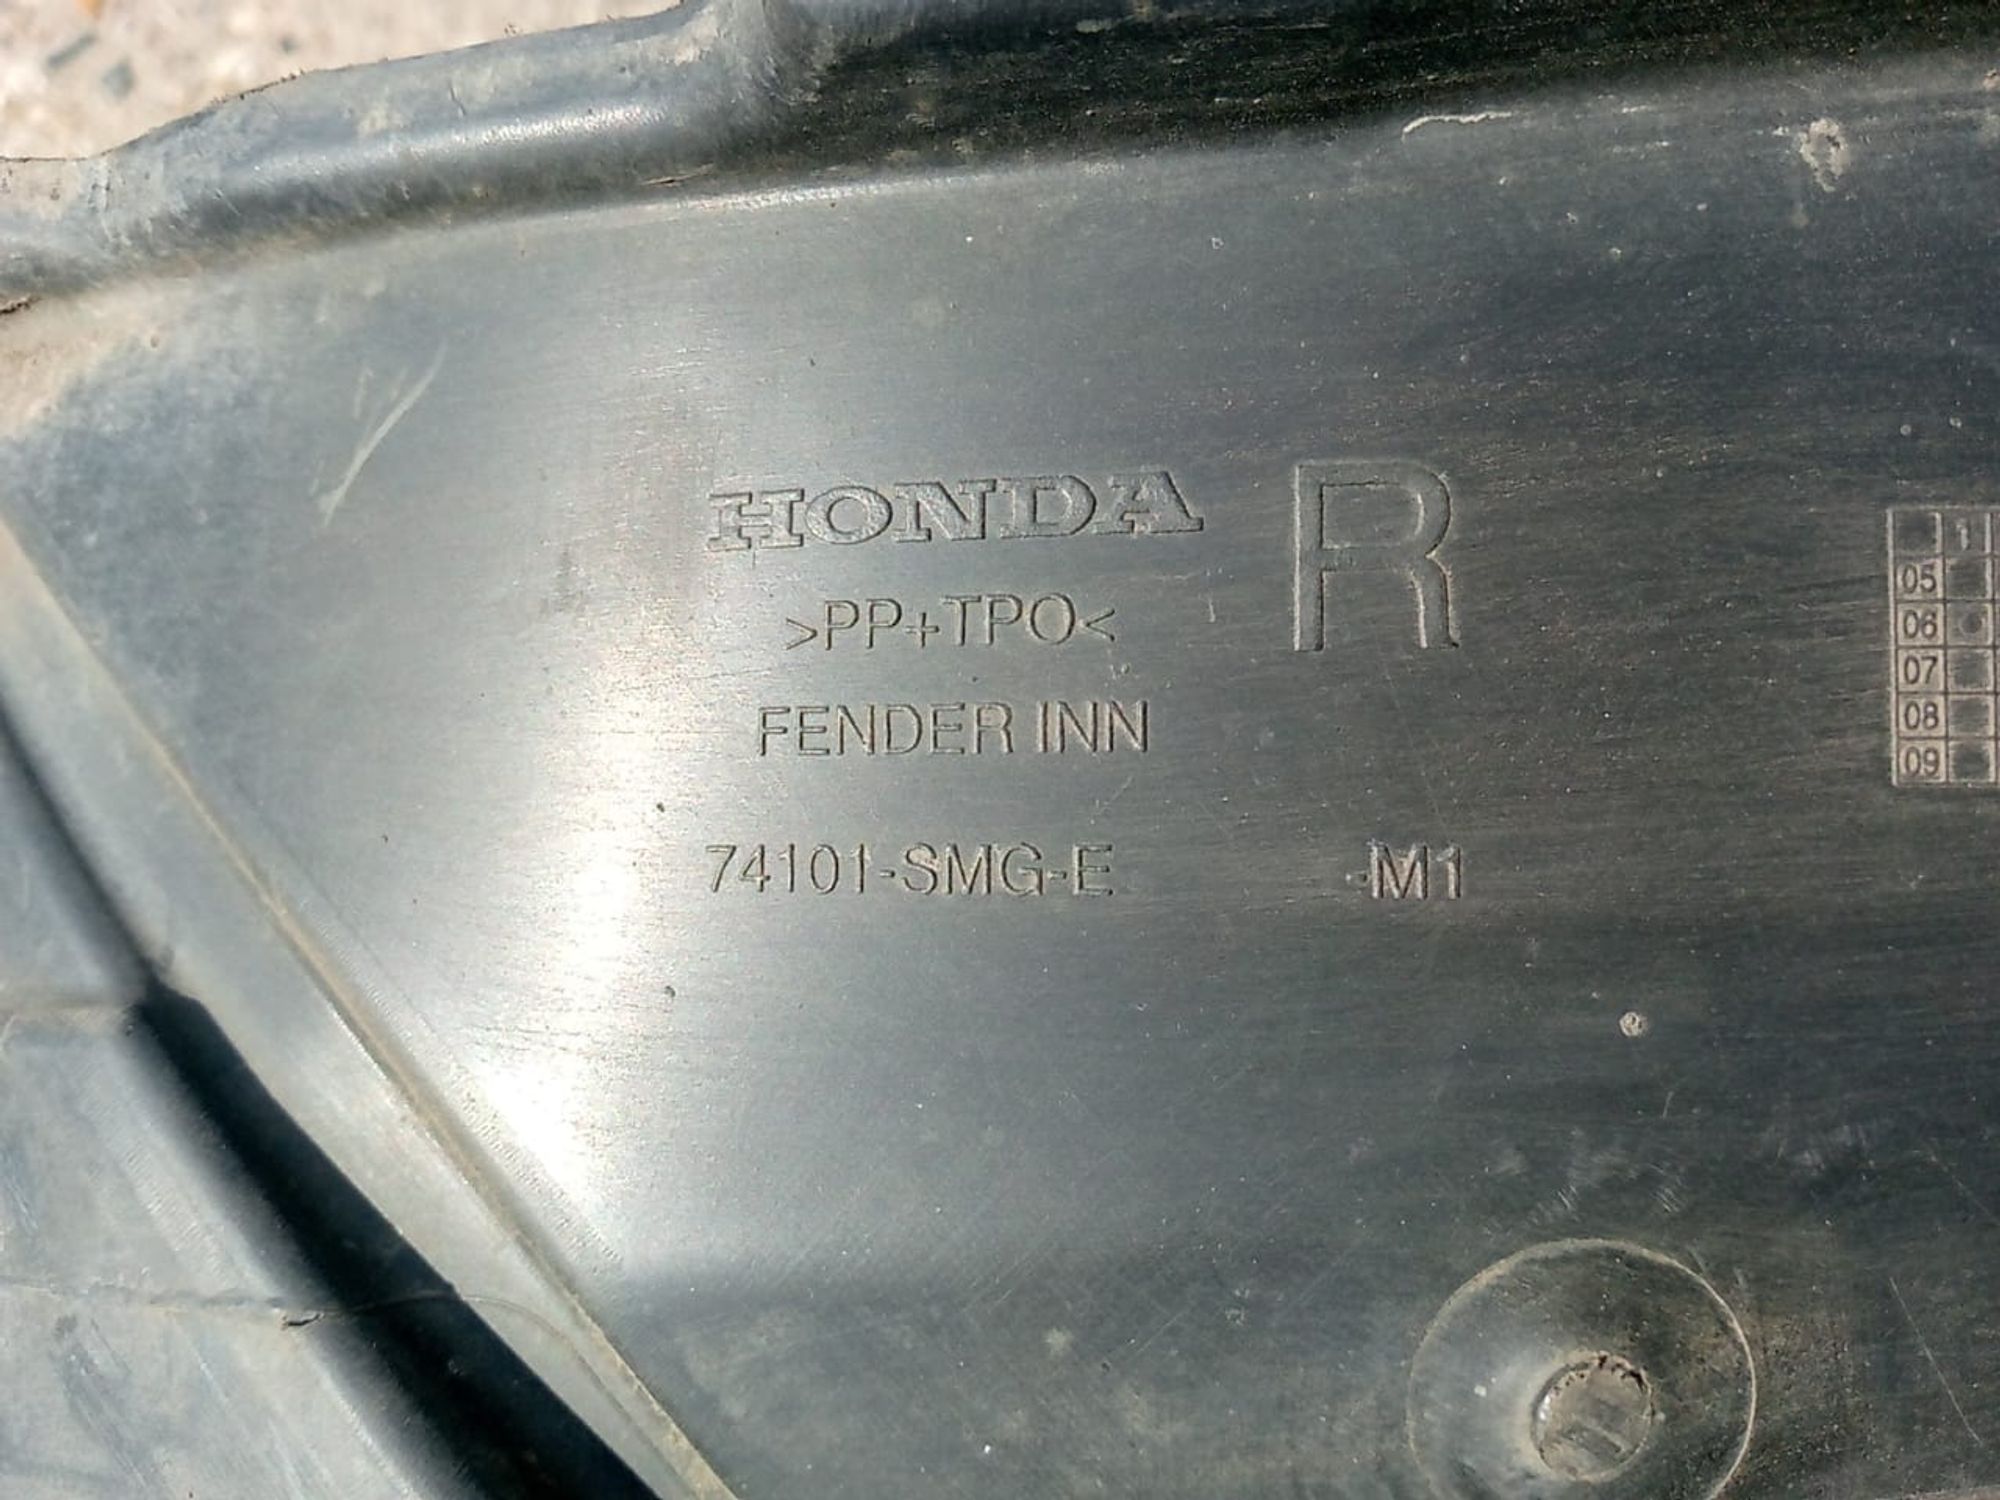 HONDA R
>PP+TPO<
FENDER INN
74101-SMG-E -M1
1
05
06
07
08
09